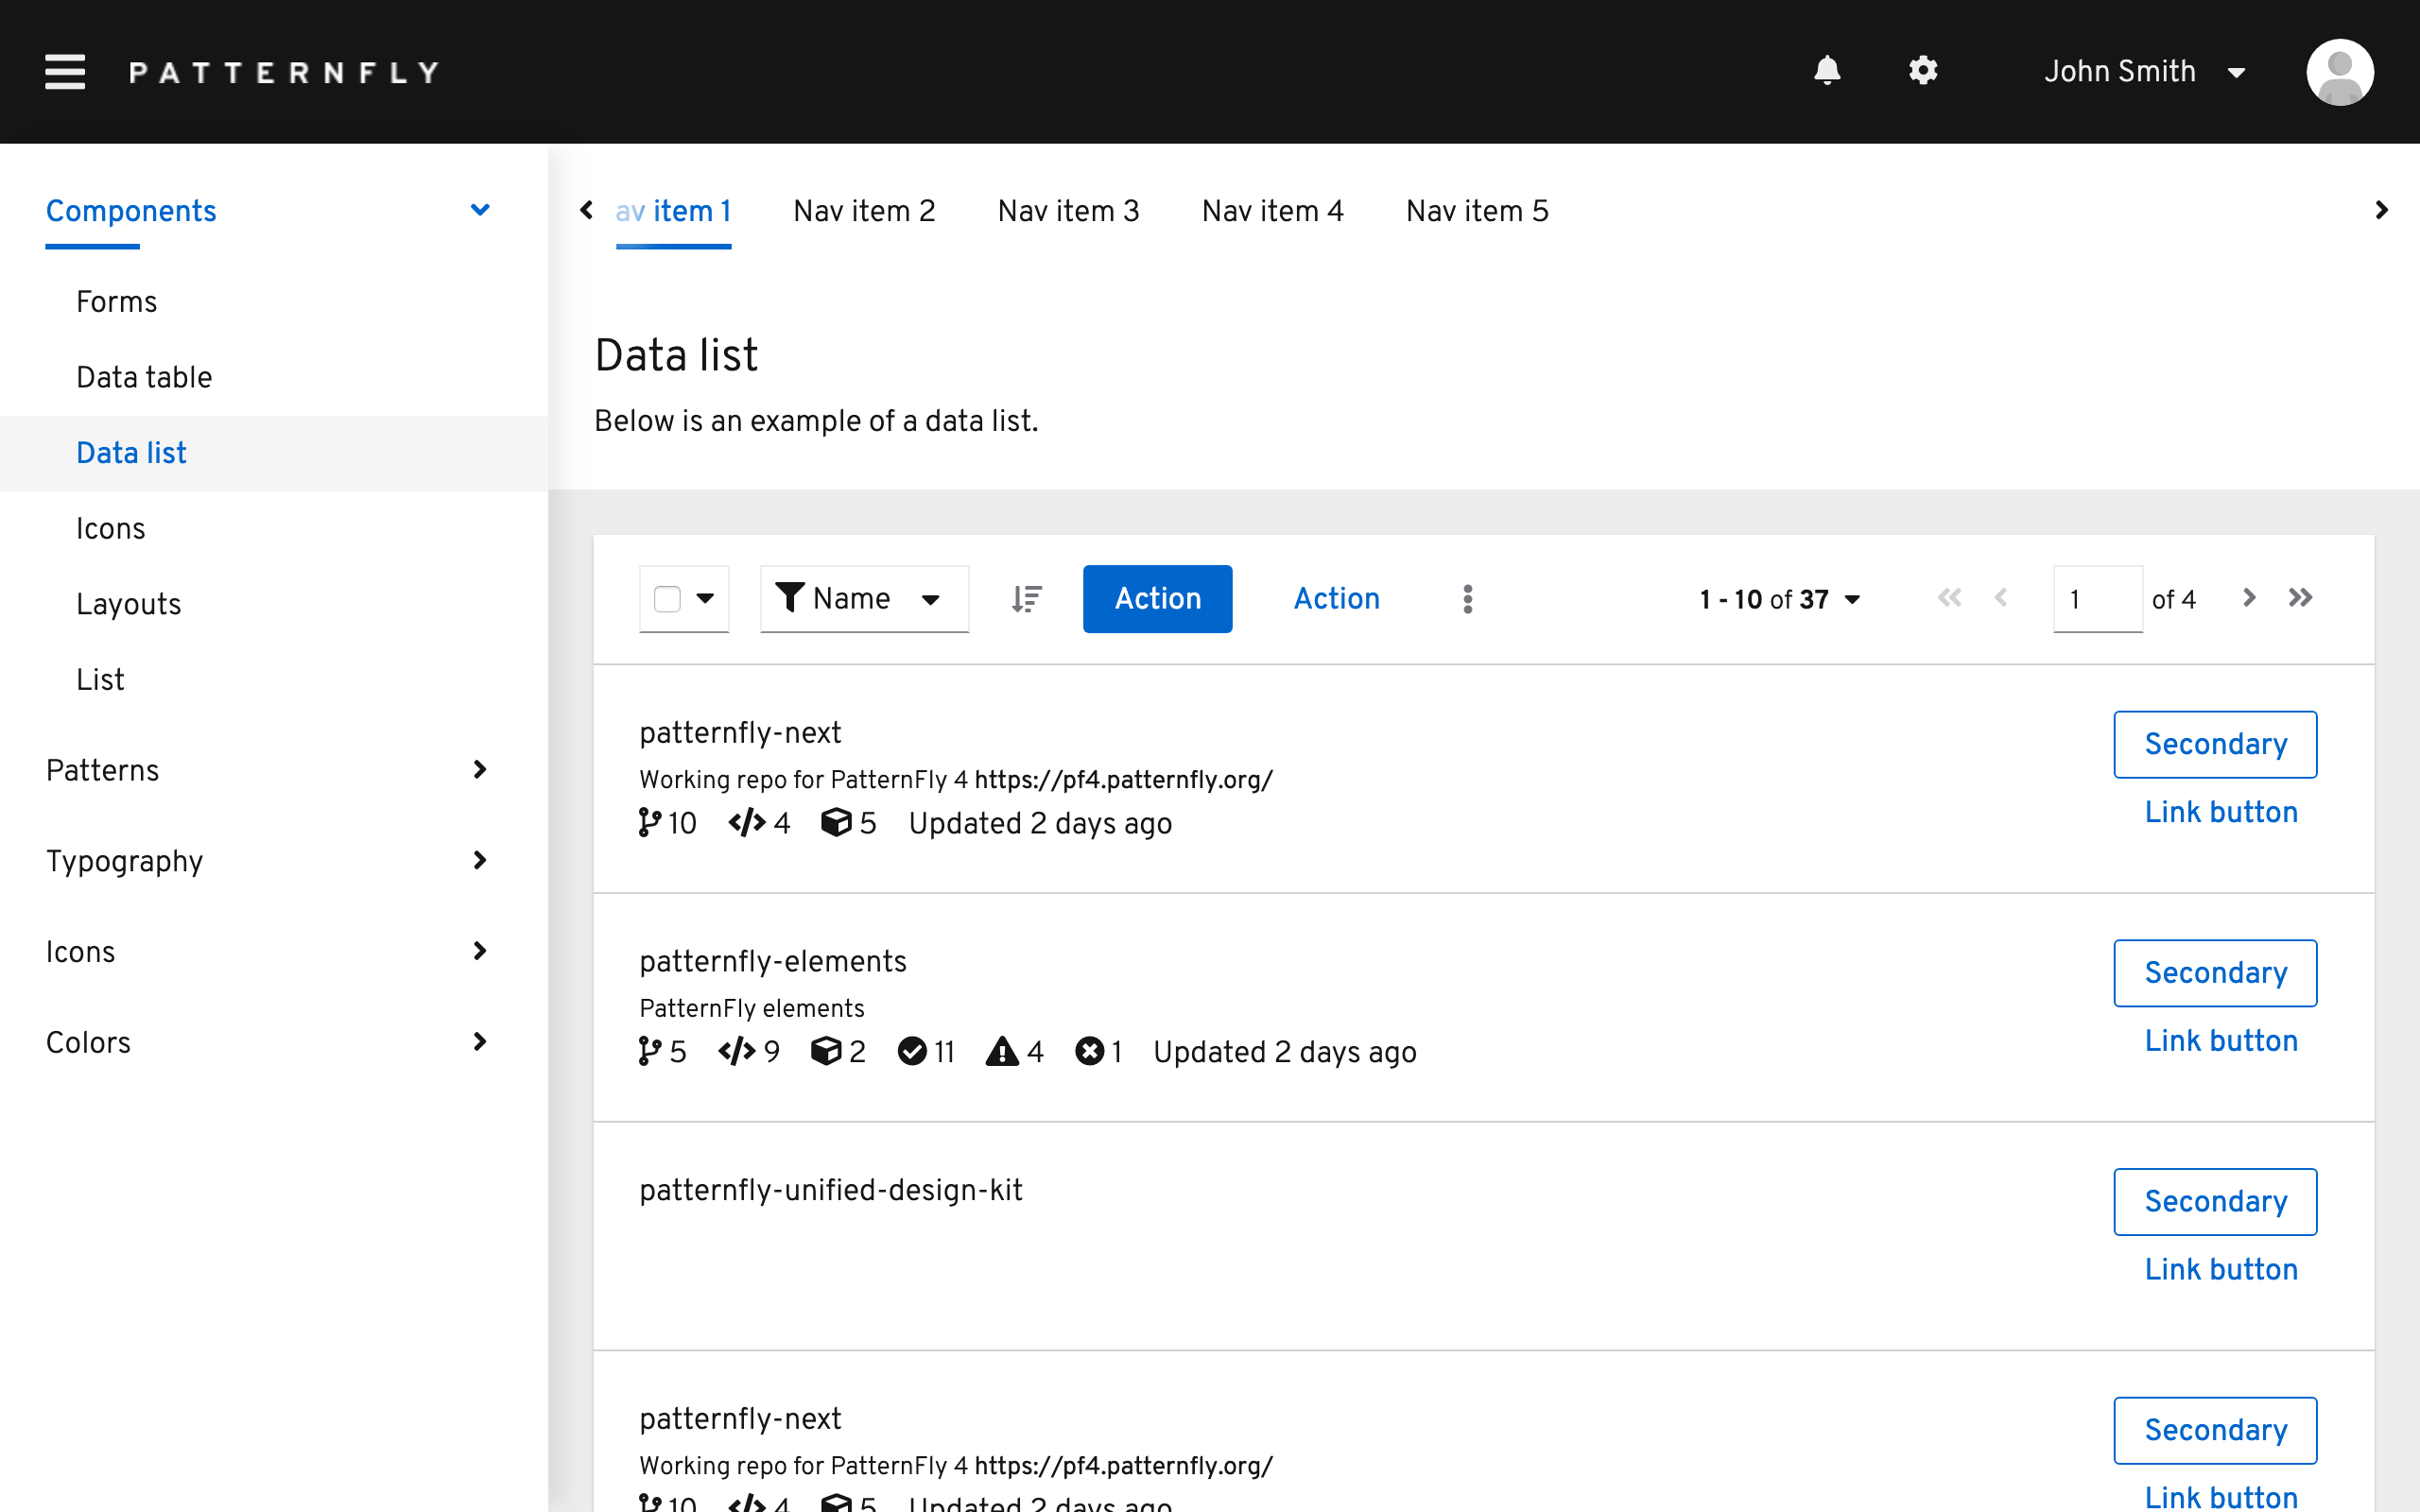 PATTERNFLY
John Smith
Components
Forms
Data table
Data list
Icons
Layouts
List
Patterns
Typography
Icons
Colors
av item 1 Nav item 2 Nav item 3 Nav item 4 Nav item 5
Data list
Below is an example of a data list.
Name Action Action 1 - 10 of 37 1 of 4
patternfly-next
Working repo for PatternFly 4 https://pf4.patternfly.org/
10 4 5 Updated 2 days ago
Secondary
Link button
patternfly-elements
PatternFly elements
5 9 2 11 4 1 Updated 2 days ago
Secondary
Link button
patternfly-unified-design-kit
Secondary
Link button
patternfly-next
Working repo for PatternFly 4 https://pf4.patternfly.org/
10 4 5 Updated 2 days ago
Secondary
Link button